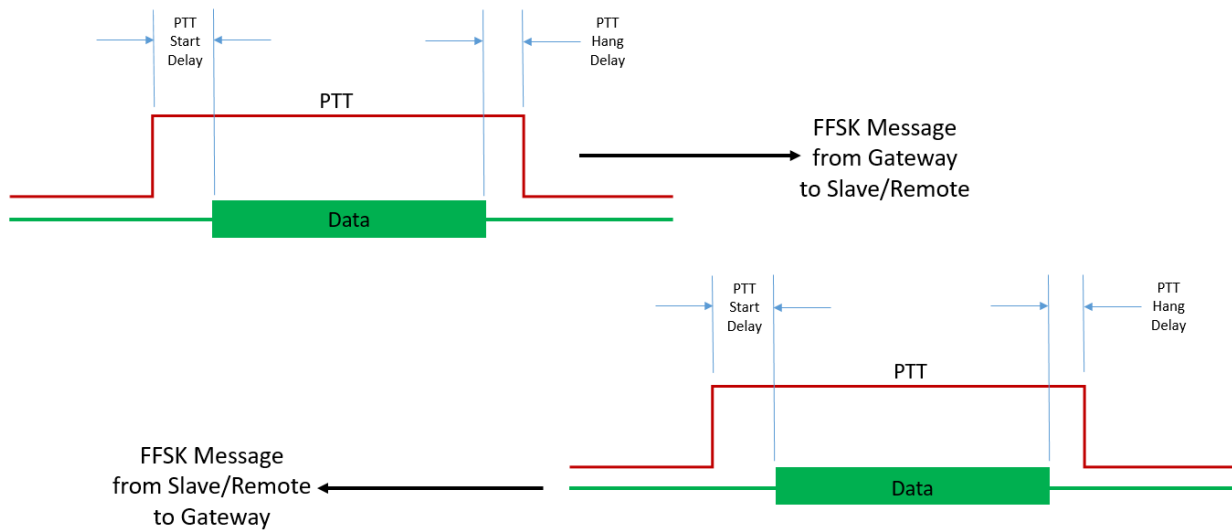 PTT
Start
Delay
PTT
Hang
Delay
PTT
FFSK Message
from Gateway
to Slave/Remote
Data
PTT
Start
Delay
PTT
Hang
Delay
PTT
FFSK Message
from Slave/Remote
to Gateway
Data